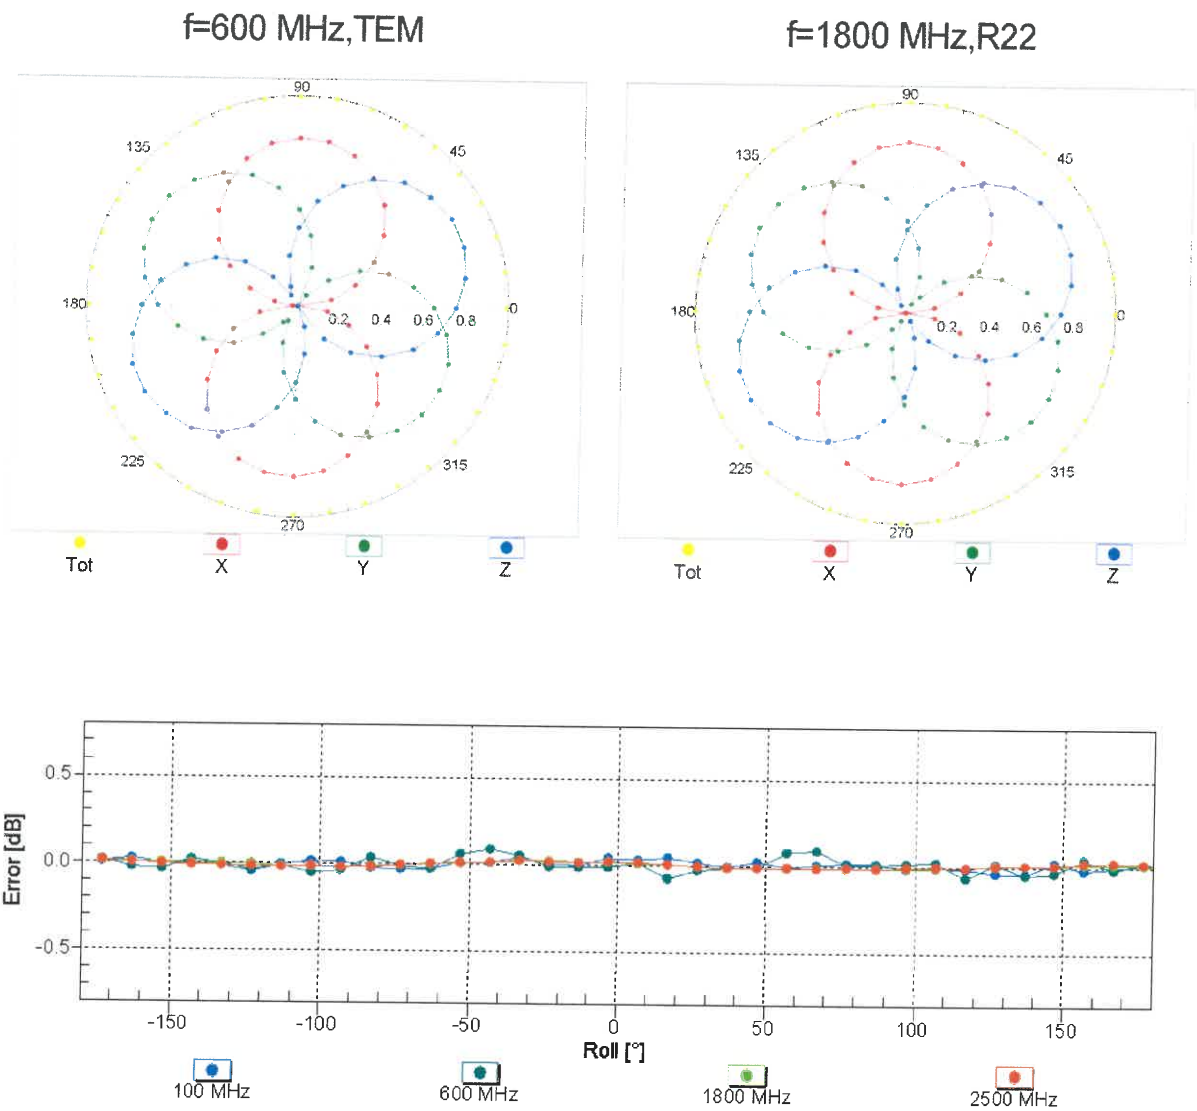 f=600 MHz,TEM
f=1800 MHz,R22
90
135
45
180
0
0.2 0.4 0.6 0.8
225
315
270
Tot X Y Z
90
135
45
180
0
0.2 0.4 0.6 0.8
225
315
270
Tot X Y Z
Error [dB]
0.5
0.0
-0.5
-150 -100 -50 0 50 100 150
Roll [°]
100 MHz 600 MHz 1800 MHz 2500 MHz